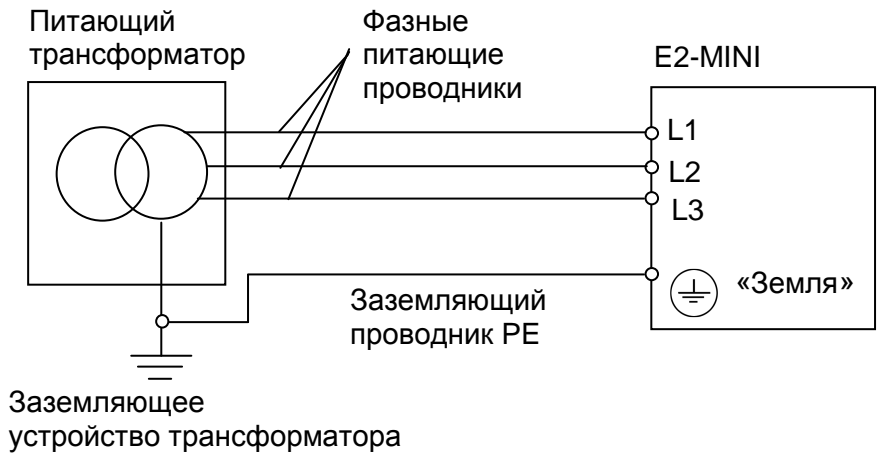 Питающий
трансформатор
Фазные
питающие
проводники
E2-MINI
L1
L2
L3
«Земля»
Заземляющий
проводник PE
Заземляющее
устройство трансформатора